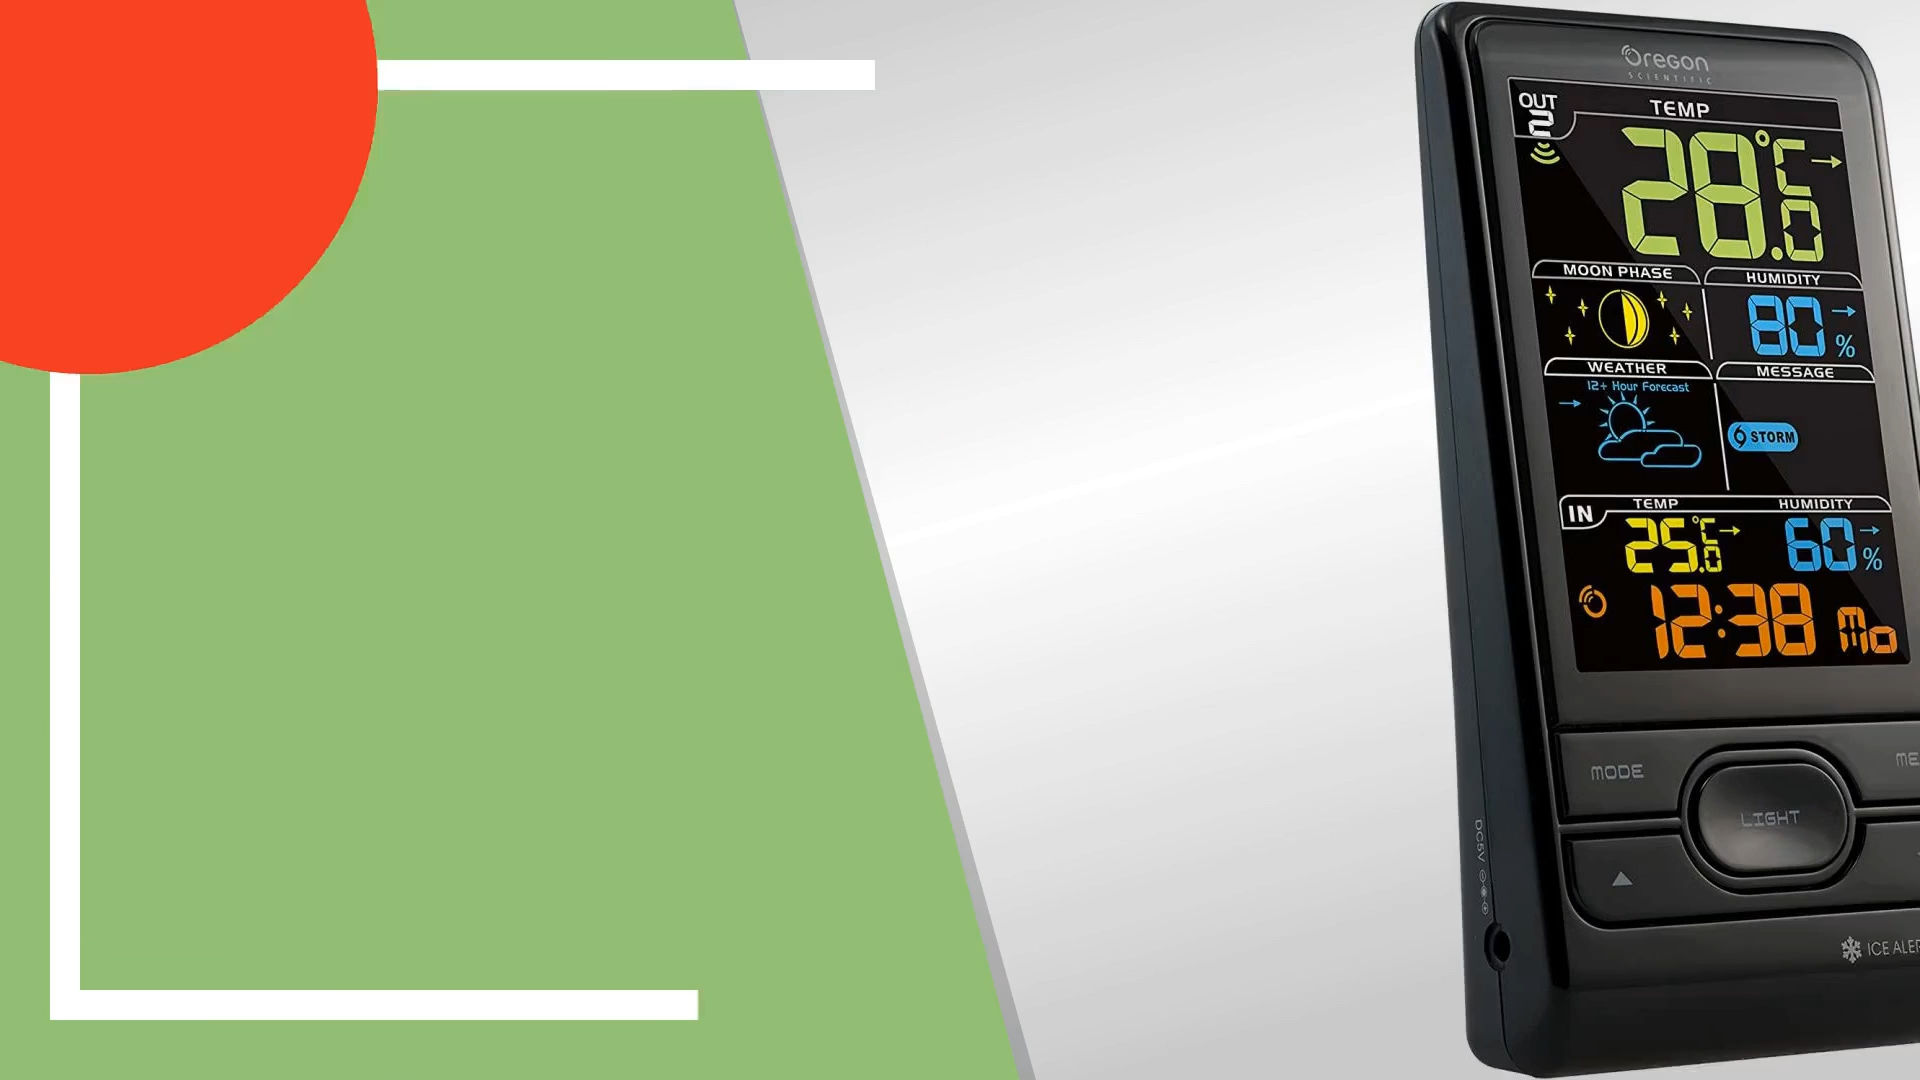 Oregon
SCIENTIFIC
OUT
2
TEMP
28.0°C
MOON PHASE
HUMIDITY
80%
WEATHER
MESSAGE
12+ Hour Forecast
STORM
IN
TEMP
HUMIDITY
25.0°C
60%
12:38 Mo
MODE
ME
LIGHT
DC5V
ICE ALER